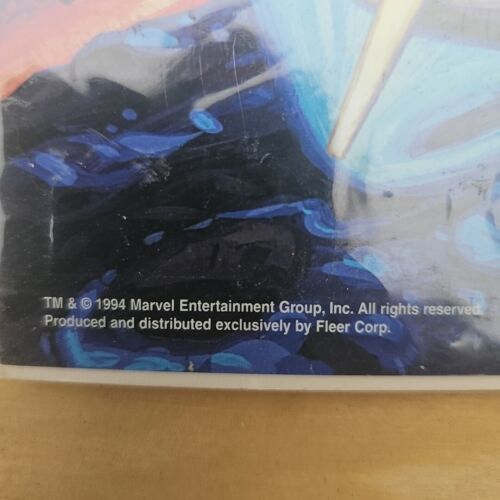 TM & © 1994 Marvel Entertainment Group, Inc. All rights reserved.
Produced and distributed exclusively by Fleer Corp.